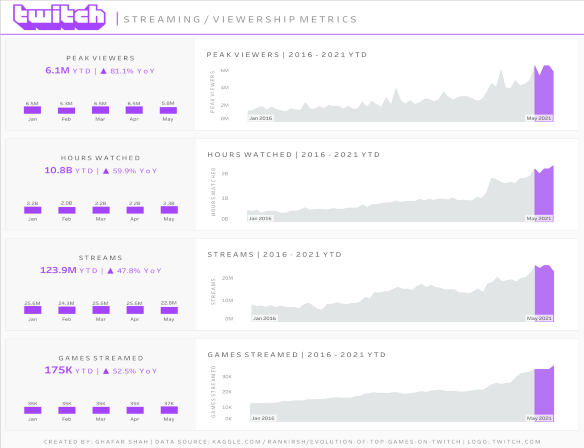 twitch | STREAMING / VIEWERSHIP METRICS
PEAK VIEWERS
6.1M YTD | ▲ 81.1% YoY
6.5M 6.3M 6.5M 6.5M 5.8M
Jan Feb Mar Apr May
PEAK VIEWERS | 2016 - 2021 YTD
PEAK VIEWERS
6M
4M
2M
0M
Jan 2016 May 2021
HOURS WATCHED
10.8B YTD | ▲ 59.9% YoY
2.2B 2.0B 2.2B 2.2B 2.3B
Jan Feb Mar Apr May
HOURS WATCHED | 2016 - 2021 YTD
HOURS WATCHED
2B
1B
0B
Jan 2016 May 2021
STREAMS
123.9M YTD | ▲ 47.8% YoY
25.6M 24.3M 25.6M 25.6M 22.8M
Jan Feb Mar Apr May
STREAMS | 2016 - 2021 YTD
STREAMS
20M
10M
0M
Jan 2016 May 2021
GAMES STREAMED
175K YTD | ▲ 52.5% YoY
35K 35K 35K 35K 37K
Jan Feb Mar Apr May
GAMES STREAMED | 2016 - 2021 YTD
GAMES STREAMED
30K
20K
10K
0K
Jan 2016 May 2021
CREATED BY: GHAFAR SHAH | DATA SOURCE: KAGGLE.COM/RANKIRSH/EVOLUTION-OF-TOP-GAMES-ON-TWITCH | LOGO: TWITCH.COM